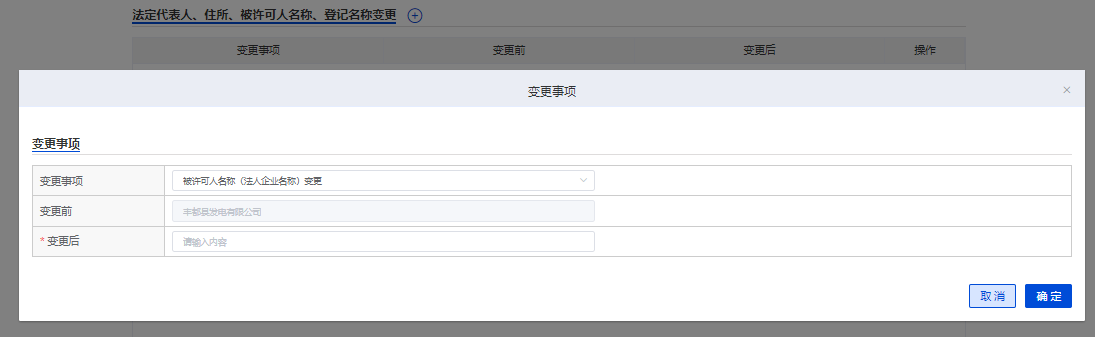 法定代表人、住所、被许可人名称、登记名称变更
变更事项 变更前 变更后 操作
变更事项
变更事项
变更事项 被许可人名称（法人企业名称）变更
变更前 丰都县发电有限公司
* 变更后 请输入内容
取消 确定